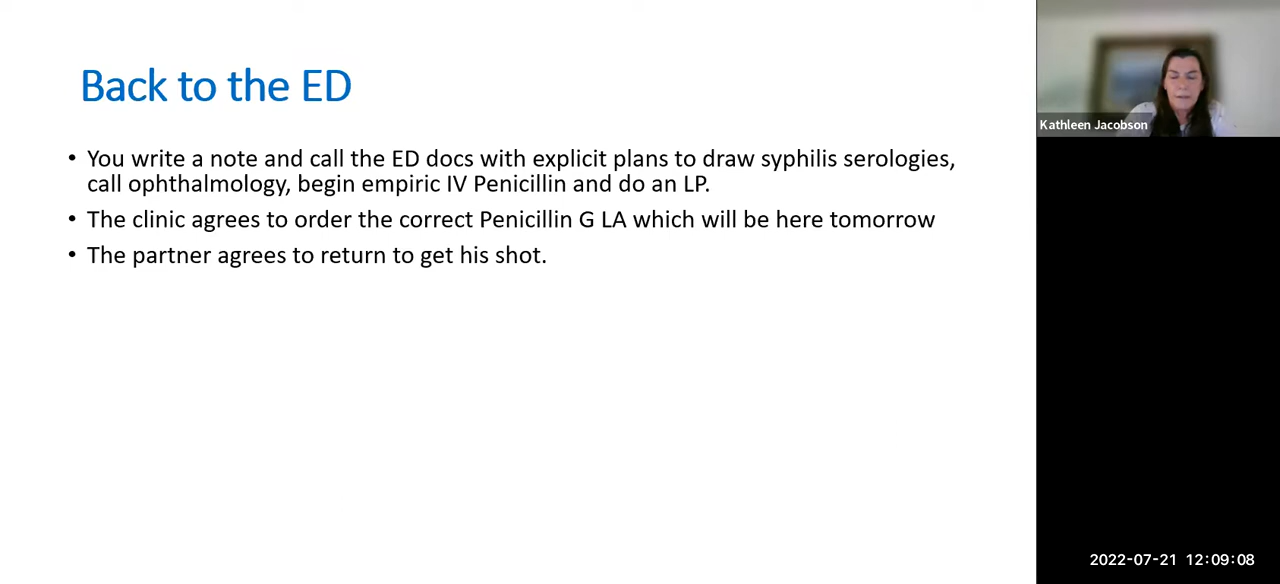 Back to the ED
• You write a note and call the ED docs with explicit plans to draw syphilis serologies,
call ophthalmology, begin empiric IV Penicillin and do an LP.
• The clinic agrees to order the correct Penicillin G LA which will be here tomorrow
• The partner agrees to return to get his shot.
Kathleen Jacobson
2022-07-21 12:09:08